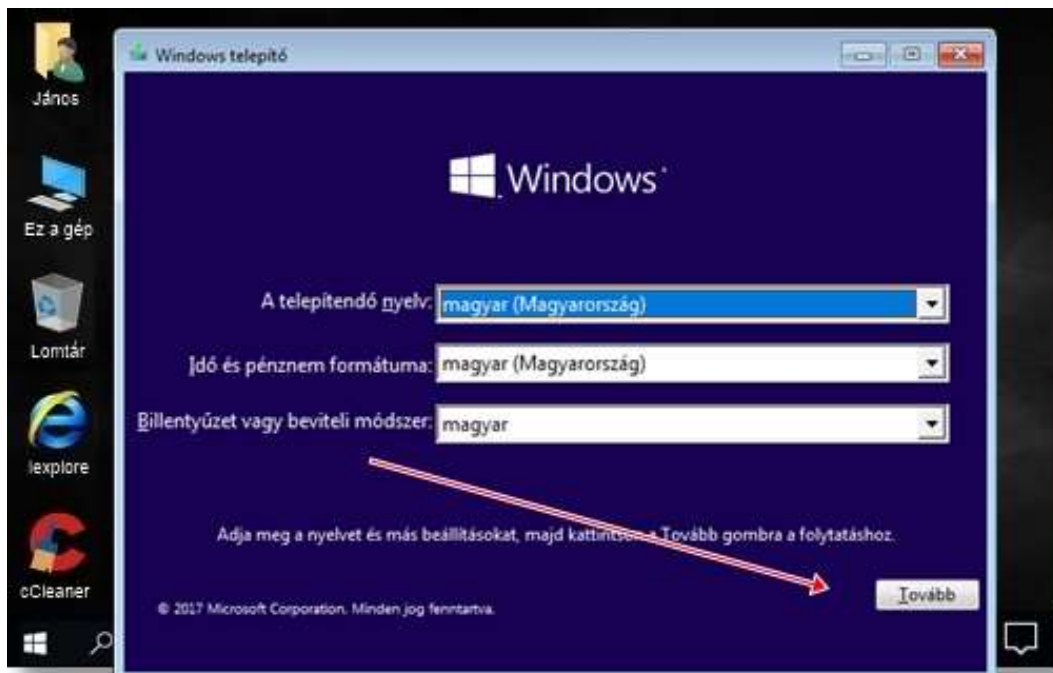 János
Ez a gép
Lomtár
Iexplore
cCleaner
Windows telepítő
Windows
A telepítendő nyelv: magyar (Magyarország)
Idő és pénznem formátuma: magyar (Magyarország)
Billentyűzet vagy beviteli módszer: magyar
Adja meg a nyelvet és más beállításokat, majd kattintson a Tovább gombra a folytatáshoz.
© 2017 Microsoft Corporation. Minden jog fenntartva.
Tovább